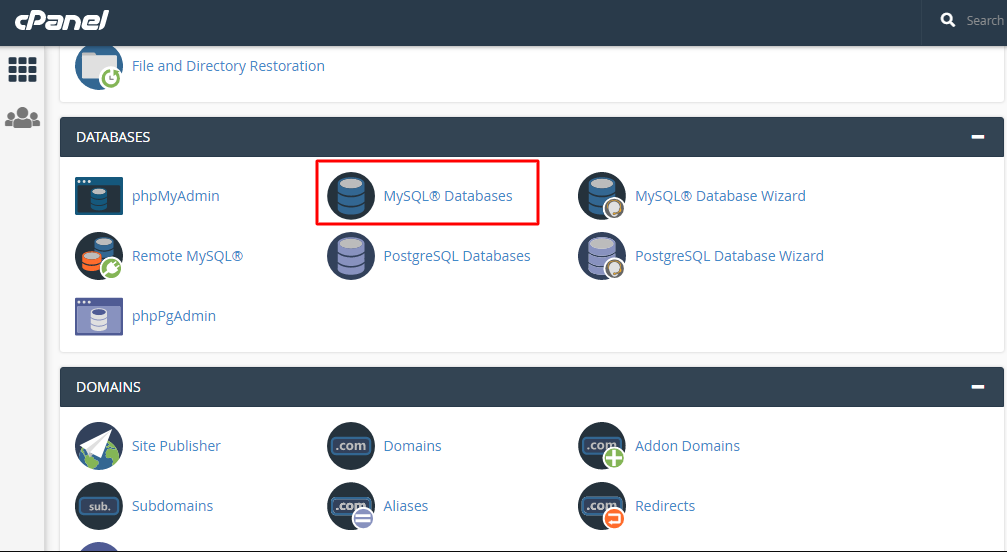 cPanel
Search
File and Directory Restoration
DATABASES
phpMyAdmin
MySQL® Databases
MySQL® Database Wizard
Remote MySQL®
PostgreSQL Databases
PostgreSQL Database Wizard
phpPgAdmin
DOMAINS
Site Publisher
.com
Domains
.com
Addon Domains
sub.
Subdomains
.com
Aliases
.com
Redirects